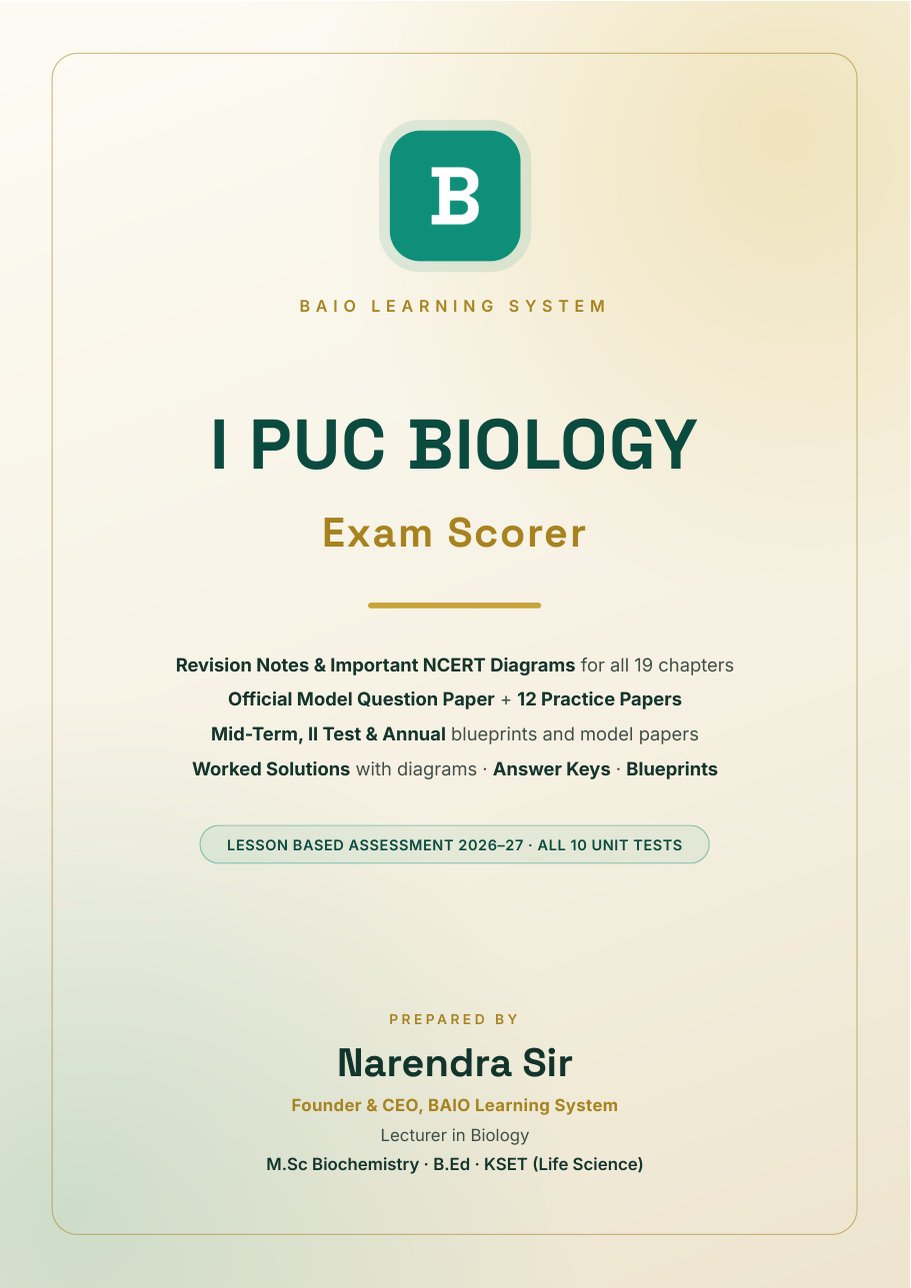 B
BAIO LEARNING SYSTEM
I PUC BIOLOGY
Exam Scorer
Revision Notes & Important NCERT Diagrams for all 19 chapters
Official Model Question Paper + 12 Practice Papers
Mid-Term, II Test & Annual blueprints and model papers
Worked Solutions with diagrams · Answer Keys · Blueprints
LESSON BASED ASSESSMENT 2026–27 · ALL 10 UNIT TESTS
PREPARED BY
Narendra Sir
Founder & CEO, BAIO Learning System
Lecturer in Biology
M.Sc Biochemistry · B.Ed · KSET (Life Science)